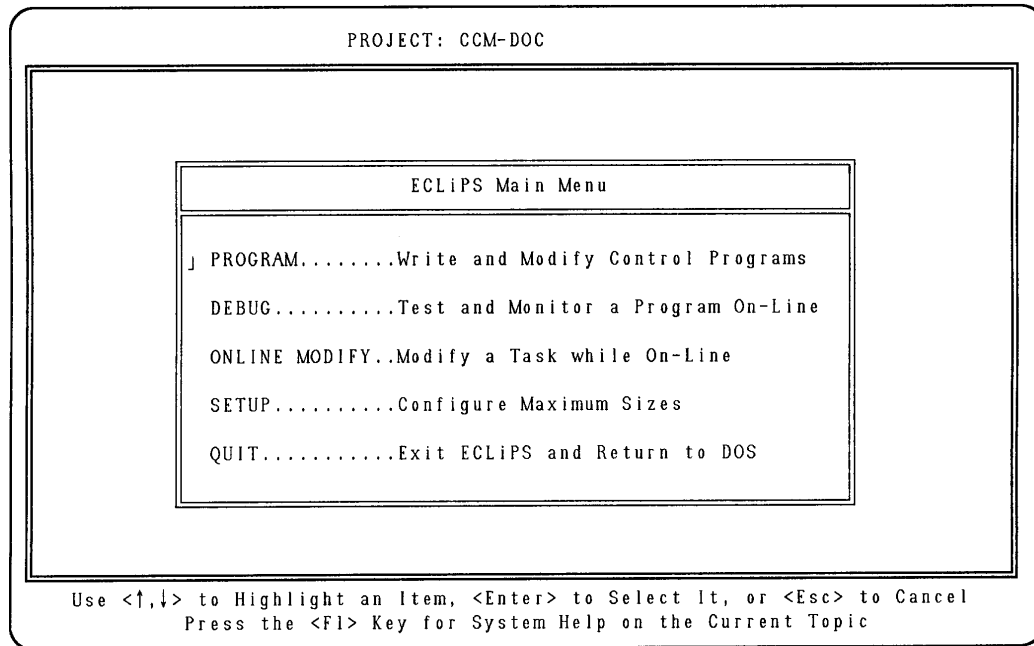 PROJECT: CCM-DOC
ECLiPS Main Menu
PROGRAM........Write and Modify Control Programs
DEBUG..........Test and Monitor a Program On-Line
ONLINE MODIFY..Modify a Task while On-Line
SETUP..........Configure Maximum Sizes
QUIT...........Exit ECLiPS and Return to DOS
Use <↑,↓> to Highlight an Item, <Enter> to Select It, or <Esc> to Cancel
Press the <F1> Key for System Help on the Current Topic